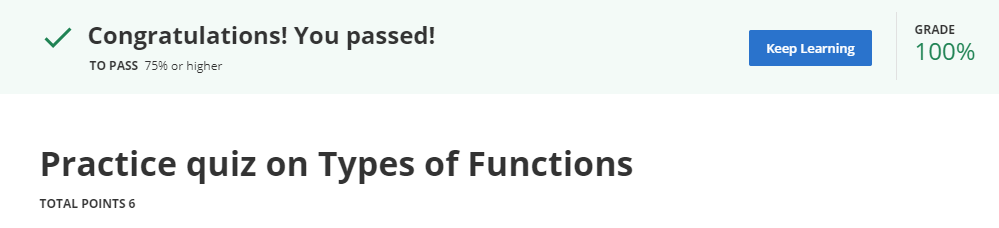 Congratulations! You passed!
TO PASS 75% or higher
Keep Learning
GRADE
100%
Practice quiz on Types of Functions
TOTAL POINTS 6